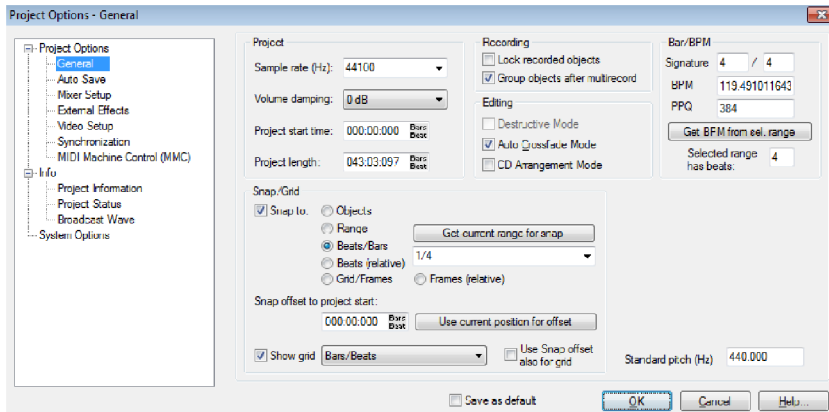 Project Options - General
Project Options
General
Auto Save
Mixer Setup
External Effects
Video Setup
Synchronization
MIDI Machine Control (MMC)
Info
Project Information
Project Status
Broadcast Wave
System Options
Project
Sample rate (Hz): 44100
Volume damping: 0 dB
Project start time: 000:00:000 Bars Beat
Project length: 043:03:097 Bars Beat
Recording
Lock recorded objects
Group objects after multirecord
Editing
Destructive Mode
Auto Crossfade Mode
CD Arrangement Mode
Bar/BPM
Signature 4 / 4
BPM 119.491011643
PPQ 384
Get BPM from sel. range
Selected range has beats: 4
Snap/Grid
Snap to: Objects
Range
Get current range for snap
Beats/Bars
1/4
Beats (relative)
Grid/Frames Frames (relative)
Snap offset to project start:
000:00:000 Bars Beat Use current position for offset
Show grid Bars/Beats
Use Snap offset also for grid
Standard pitch (Hz) 440.000
Save as default
OK Cancel Help...